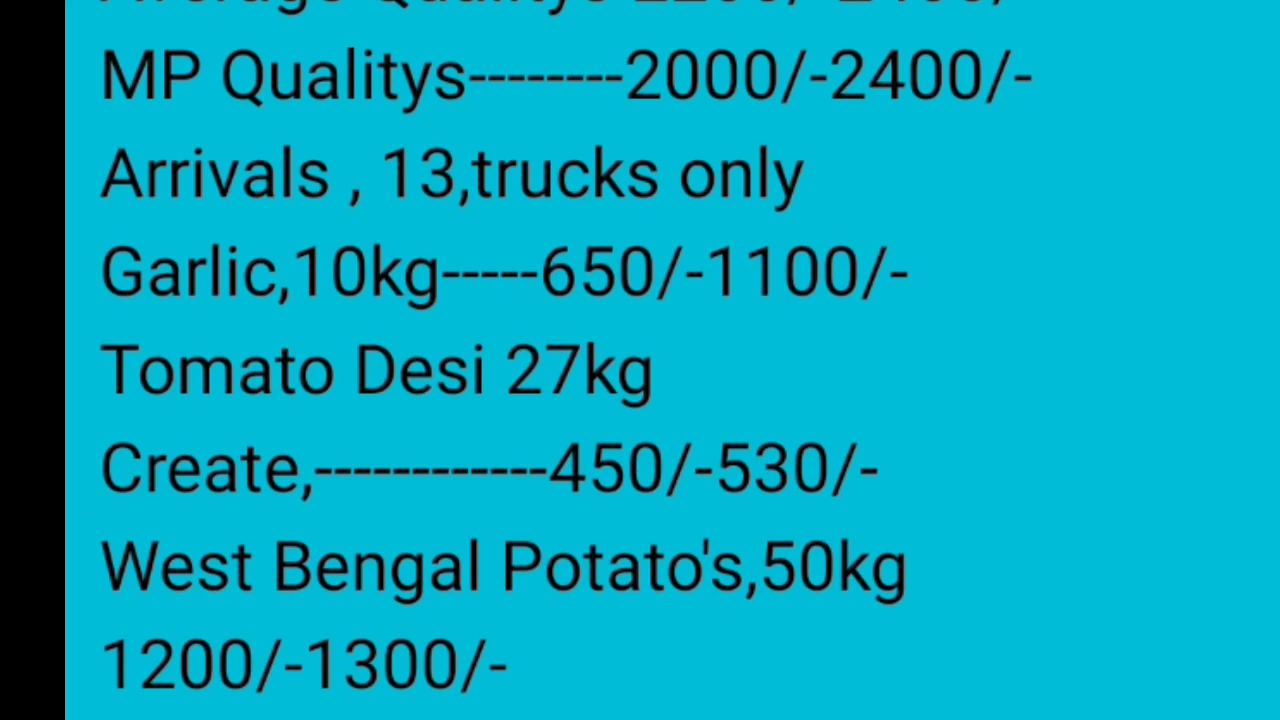 MP Qualitys--------2000/-2400/-
Arrivals , 13,trucks only
Garlic,10kg-----650/-1100/-
Tomato Desi 27kg
Create,------------450/-530/-
West Bengal Potato's,50kg
1200/-1300/-